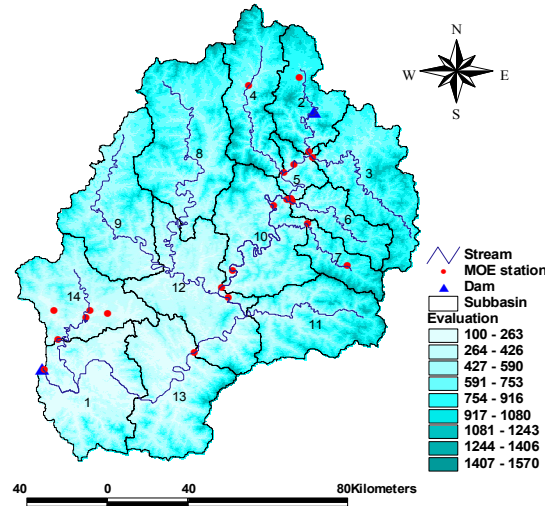 N
W E
S
4
2
8
3
5
6
9
10
7
12
14
11
1
13
Stream
MOE station
Dam
Subbasin
Evaluation
100 - 263
264 - 426
427 - 590
591 - 753
754 - 916
917 - 1080
1081 - 1243
1244 - 1406
1407 - 1570
40 0 40 80Kilometers